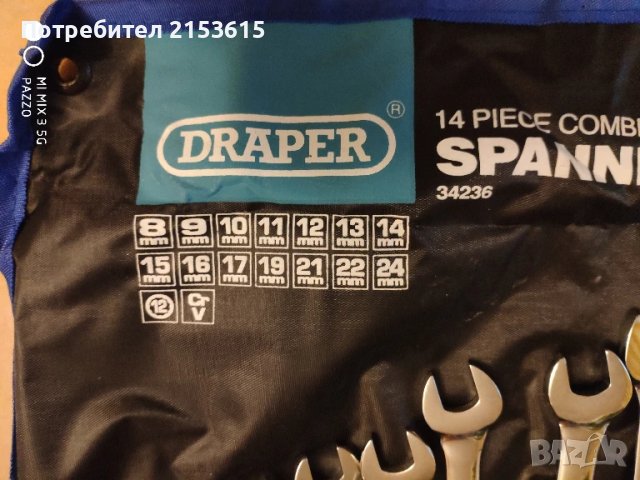 Потребител 2153615
MI MIX 3 5G
PAZZO
DRAPER®
14 PIECE COMBI
SPANN
34236
8 mm 9 mm 10 mm 11 mm 12 mm 13 mm 14 mm
15 mm 16 mm 17 mm 19 mm 21 mm 22 mm 24 mm
12 Cr V
BAZAR